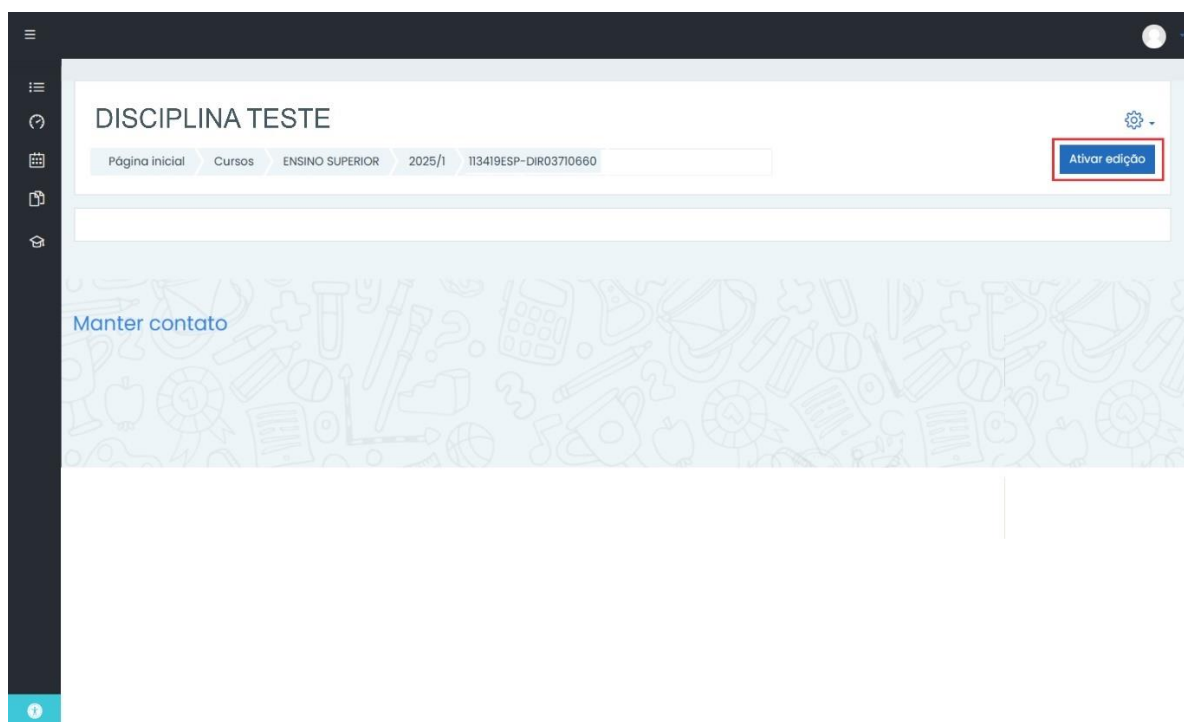 DISCIPLINA TESTE
Página inicial Cursos ENSINO SUPERIOR 2025/1 113419ESP-DIR03710660
Ativar edição
Manter contato